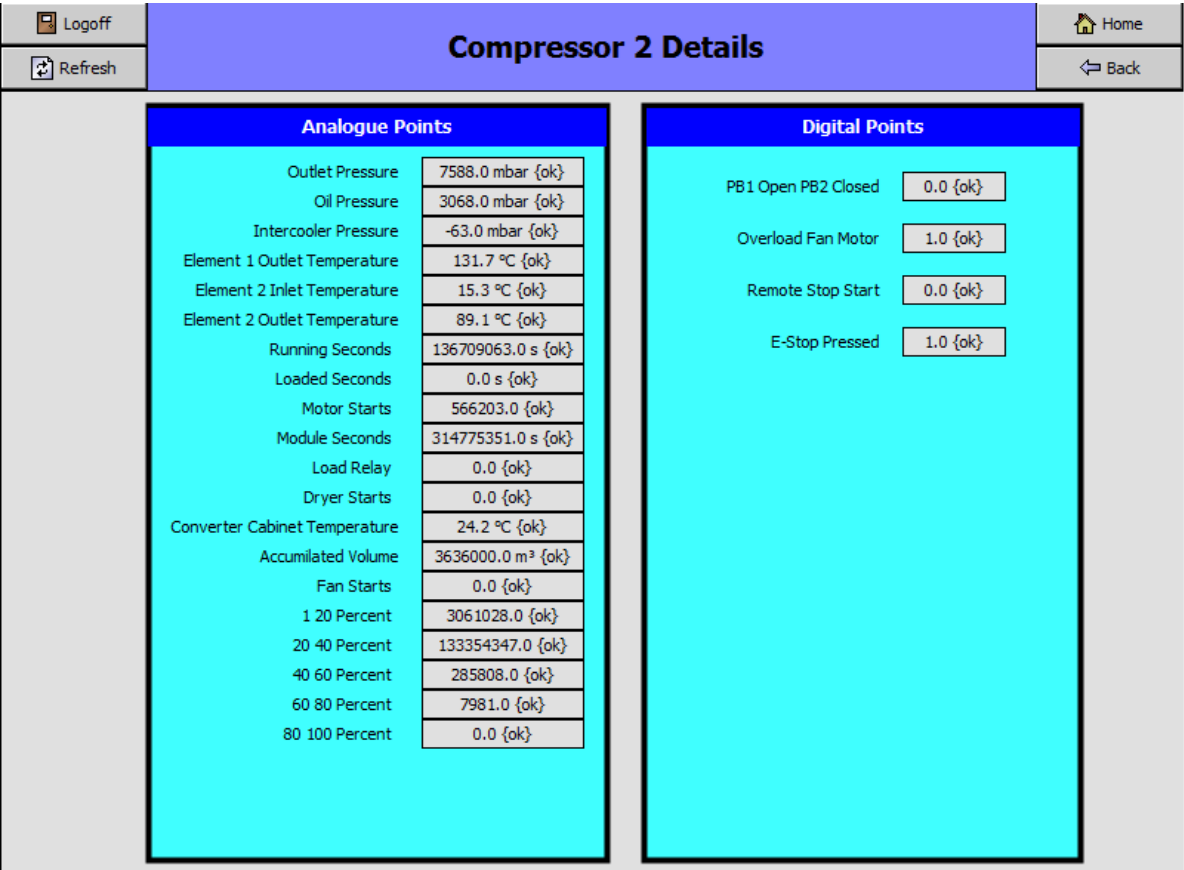 Logoff
Refresh
Compressor 2 Details
Home
Back
Analogue Points
Outlet Pressure 7588.0 mbar {ok}
Oil Pressure 3068.0 mbar {ok}
Intercooler Pressure -63.0 mbar {ok}
Element 1 Outlet Temperature 131.7 °C {ok}
Element 2 Inlet Temperature 15.3 °C {ok}
Element 2 Outlet Temperature 89.1 °C {ok}
Running Seconds 136709063.0 s {ok}
Loaded Seconds 0.0 s {ok}
Motor Starts 566203.0 {ok}
Module Seconds 314775351.0 s {ok}
Load Relay 0.0 {ok}
Dryer Starts 0.0 {ok}
Converter Cabinet Temperature 24.2 °C {ok}
Accumilated Volume 3636000.0 m³ {ok}
Fan Starts 0.0 {ok}
1 20 Percent 3061028.0 {ok}
20 40 Percent 133354347.0 {ok}
40 60 Percent 285808.0 {ok}
60 80 Percent 7981.0 {ok}
80 100 Percent 0.0 {ok}
Digital Points
PB1 Open PB2 Closed 0.0 {ok}
Overload Fan Motor 1.0 {ok}
Remote Stop Start 0.0 {ok}
E-Stop Pressed 1.0 {ok}